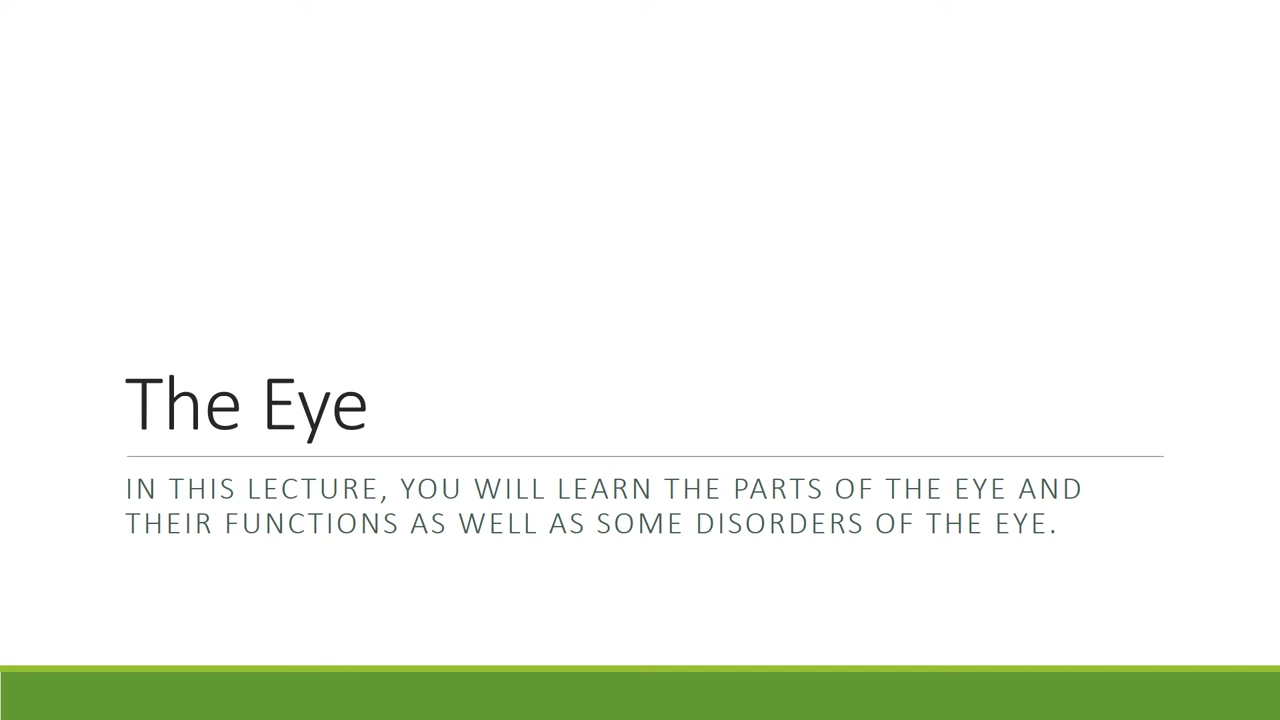 The Eye
IN THIS LECTURE, YOU WILL LEARN THE PARTS OF THE EYE AND
THEIR FUNCTIONS AS WELL AS SOME DISORDERS OF THE EYE.